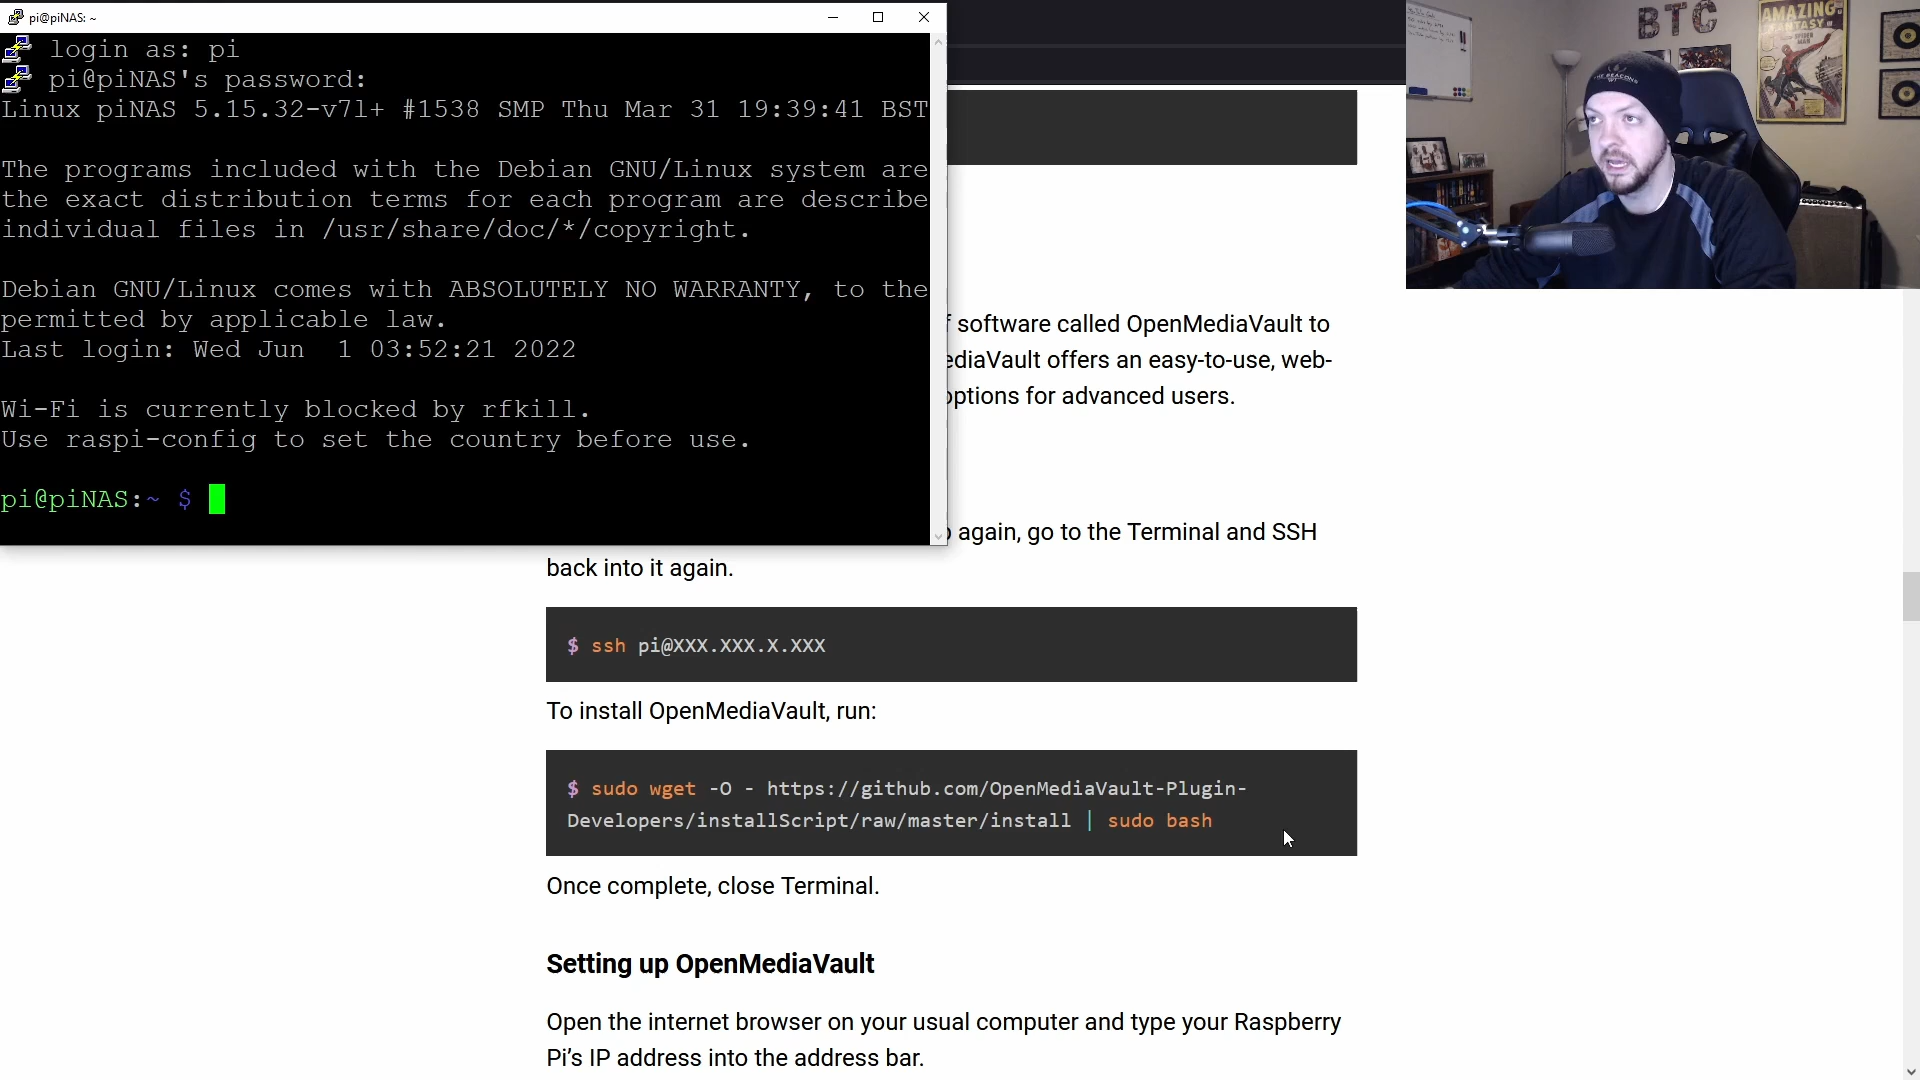 pi@piNAS: ~
login as: pi
pi@piNAS's password:
Linux piNAS 5.15.32-v7l+ #1538 SMP Thu Mar 31 19:39:41 BST
The programs included with the Debian GNU/Linux system are
the exact distribution terms for each program are describe
individual files in /usr/share/doc/*/copyright.
Debian GNU/Linux comes with ABSOLUTELY NO WARRANTY, to the
permitted by applicable law.
Last login: Wed Jun  1 03:52:21 2022
Wi-Fi is currently blocked by rfkill.
Use raspi-config to set the country before use.
pi@piNAS:~ $
BTC
AMAZING
FANTASY
SPIDER
MAN
THE BEACONS
software called OpenMediaVault to
ediaVault offers an easy-to-use, web-
options for advanced users.
again, go to the Terminal and SSH
back into it again.
$ ssh pi@XXX.XXX.X.XXX
To install OpenMediaVault, run:
$ sudo wget -O - https://github.com/OpenMediaVault-Plugin-
Developers/installScript/raw/master/install | sudo bash
Once complete, close Terminal.
Setting up OpenMediaVault
Open the internet browser on your usual computer and type your Raspberry
Pi’s IP address into the address bar.